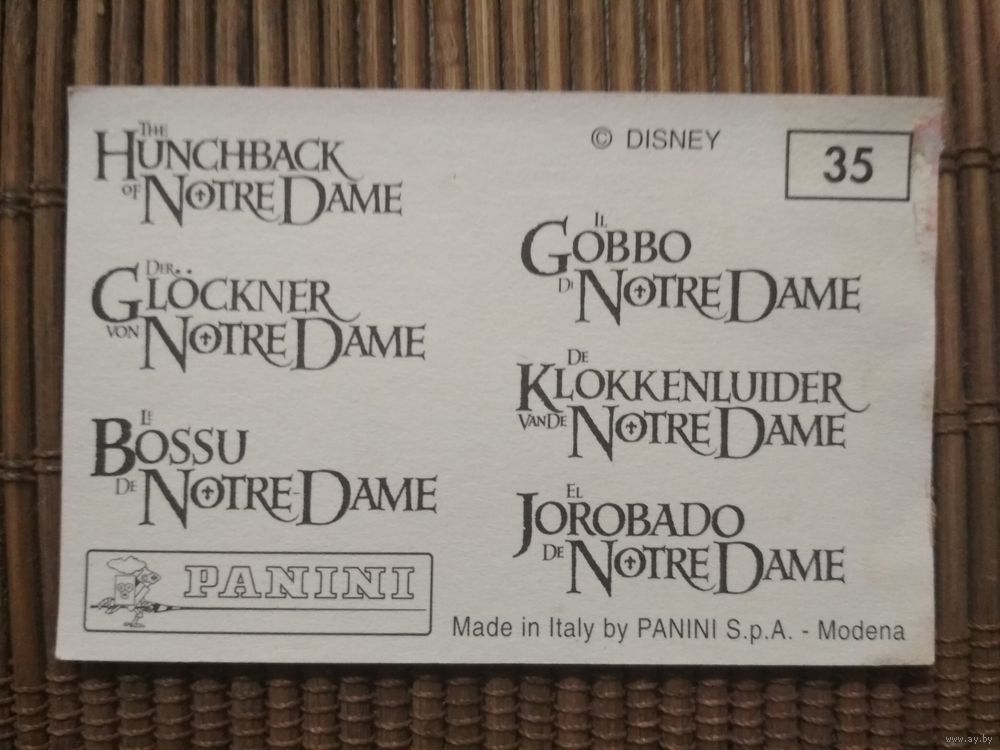 THE
HUNCHBACK
OF NOTRE DAME
DER
GLÖCKNER
VON NOTRE DAME
LE
BOSSU
DE NOTRE-DAME
PANINI
© DISNEY
35
IL
GOBBO
DI NOTRE DAME
DE
KLOKKENLUIDER
VAN DE NOTRE DAME
EL
JOROBADO
DE NOTRE DAME
Made in Italy by PANINI S.p.A. - Modena
www.ay.by